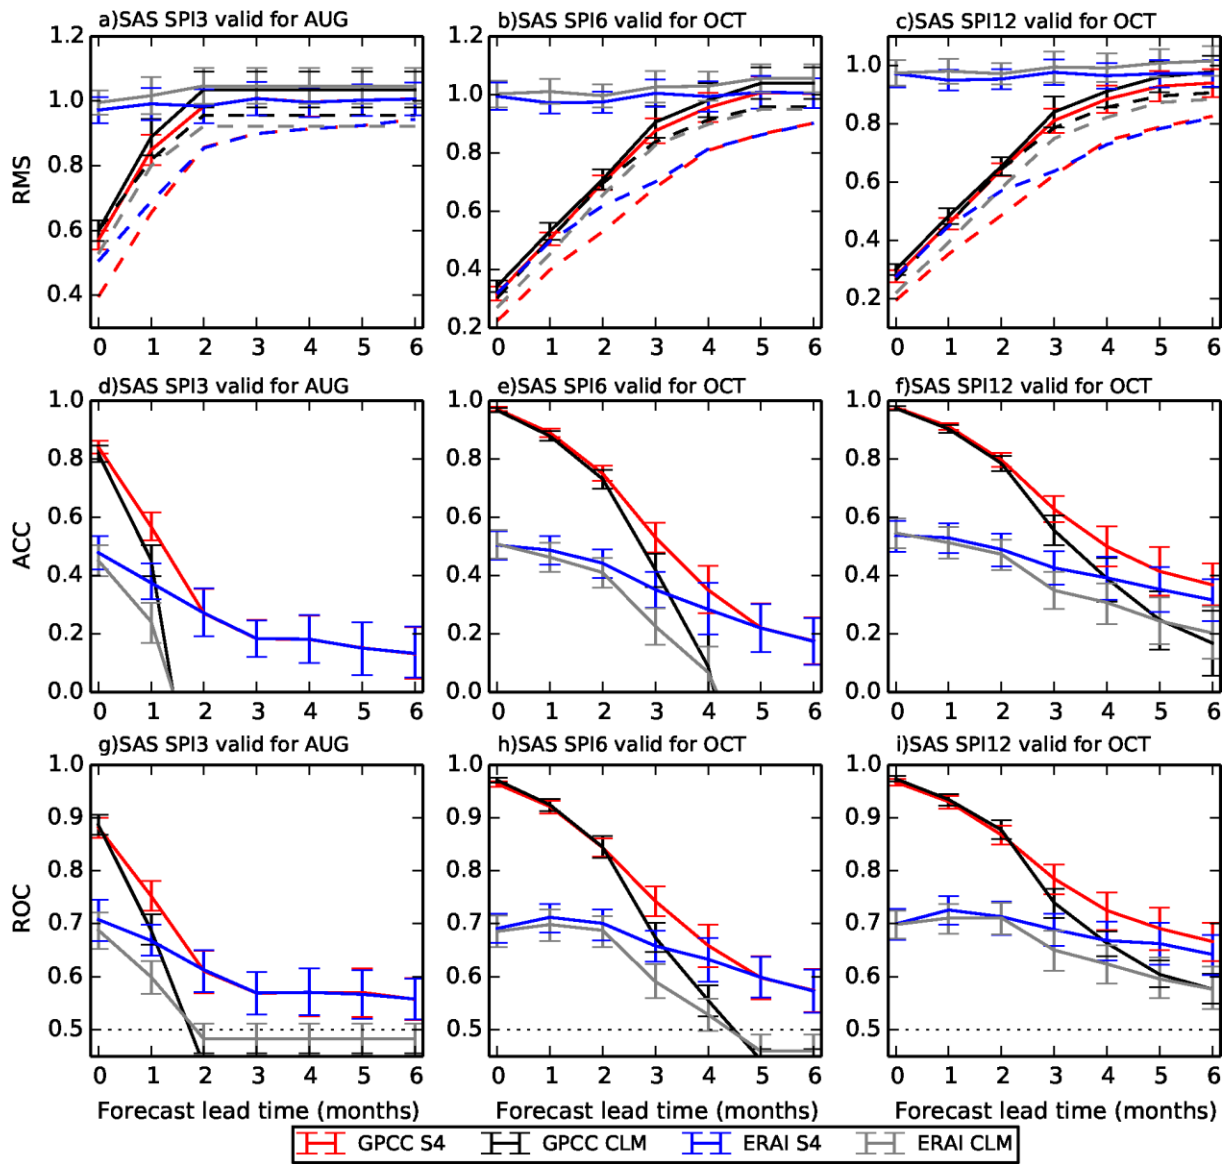 a)SAS SPI3 valid for AUG
b)SAS SPI6 valid for OCT
c)SAS SPI12 valid for OCT
1.2
1.0
0.8
0.6
0.4
RMS
0 1 2 3 4 5 6
1.2
1.0
0.8
0.6
0.4
0.2
0 1 2 3 4 5 6
1.0
0.8
0.6
0.4
0.2
0 1 2 3 4 5 6
d)SAS SPI3 valid for AUG
e)SAS SPI6 valid for OCT
f)SAS SPI12 valid for OCT
1.0
0.8
0.6
0.4
0.2
0.0
ACC
0 1 2 3 4 5 6
1.0
0.8
0.6
0.4
0.2
0.0
0 1 2 3 4 5 6
1.0
0.8
0.6
0.4
0.2
0.0
0 1 2 3 4 5 6
g)SAS SPI3 valid for AUG
h)SAS SPI6 valid for OCT
i)SAS SPI12 valid for OCT
1.0
0.9
0.8
0.7
0.6
0.5
ROC
0 1 2 3 4 5 6
1.0
0.9
0.8
0.7
0.6
0.5
0 1 2 3 4 5 6
1.0
0.9
0.8
0.7
0.6
0.5
0 1 2 3 4 5 6
Forecast lead time (months)
Forecast lead time (months)
Forecast lead time (months)
GPCC S4 GPCC CLM ERAI S4 ERAI CLM